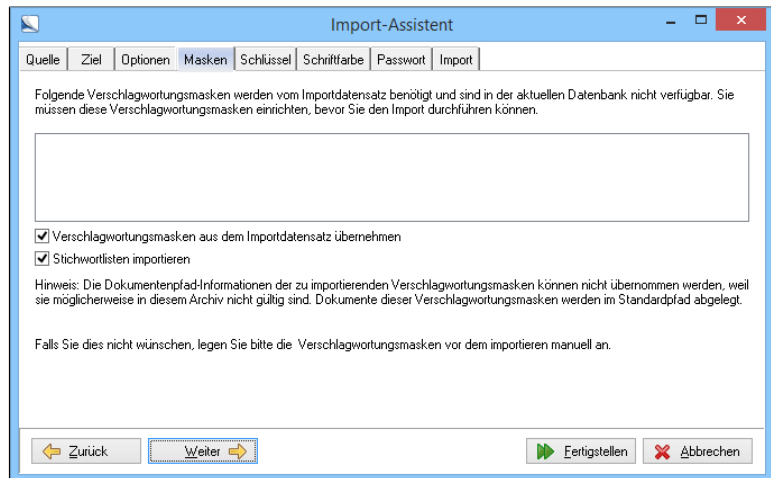 Import-Assistent
Quelle Ziel Optionen Masken Schlüssel Schriftfarbe Passwort Import
Folgende Verschlagwortungsmasken werden vom Importdatensatz benötigt und sind in der aktuellen Datenbank nicht verfügbar. Sie
müssen diese Verschlagwortungsmasken einrichten, bevor Sie den Import durchführen können.
Verschlagwortungsmasken aus dem Importdatensatz übernehmen
Stichwortlisten importieren
Hinweis: Die Dokumentenpfad-Informationen der zu importierenden Verschlagwortungsmasken können nicht übernommen werden, weil
sie möglicherweise in diesem Archiv nicht gültig sind. Dokumente dieser Verschlagwortungsmasken werden im Standardpfad abgelegt.
Falls Sie dies nicht wünschen, legen Sie bitte die Verschlagwortungsmasken vor dem importieren manuell an.
Zurück Weiter Fertigstellen Abbrechen